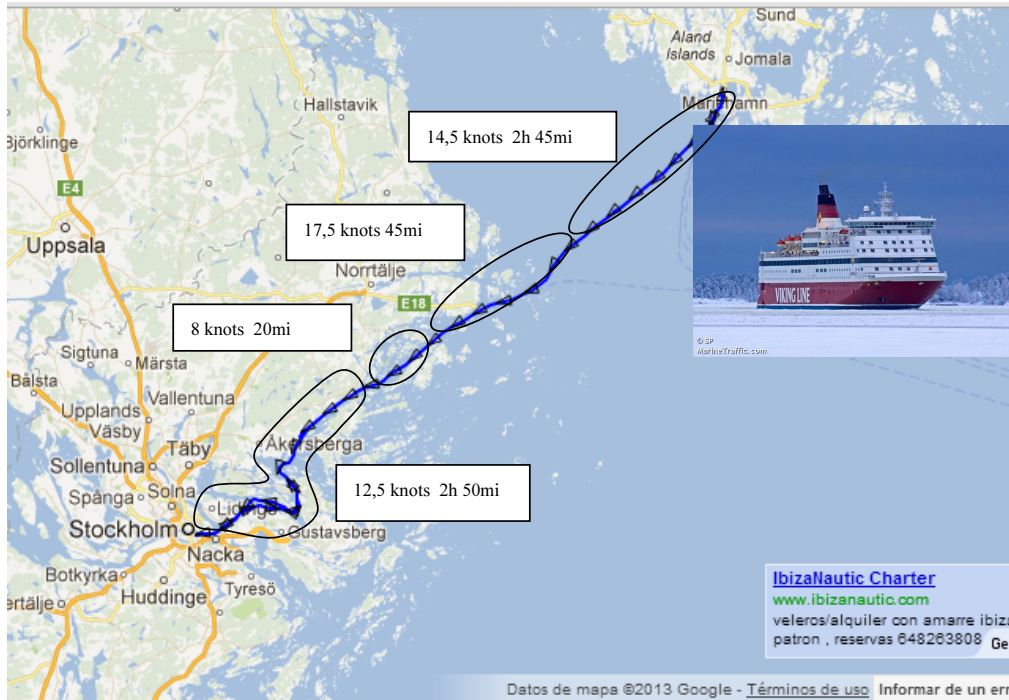 Sund
Aland
Islands
Jomala
Hallstavik
Mariehamn
14,5 knots 2h 45mi
Björklinge
E4
17,5 knots 45mi
Uppsala
Norrtälje
E18
8 knots 20mi
VIKING LINE
© SP
MarineTraffic.com
Sigtuna
Märsta
Bålsta
Vallentuna
Upplands
Väsby
Täby
Åkersberga
Sollentuna
12,5 knots 2h 50mi
Spånga
Solna
Stockholm
Gustavsberg
Nacka
Botkyrka
Tyresö
Huddinge
ertälje
IbizaNautic Charter
www.ibizanautic.com
veleros/alquiler con amarre ibiza
patron , reservas 648263808
Ge
Datos de mapa ©2013 Google - Términos de uso
Informar de un err